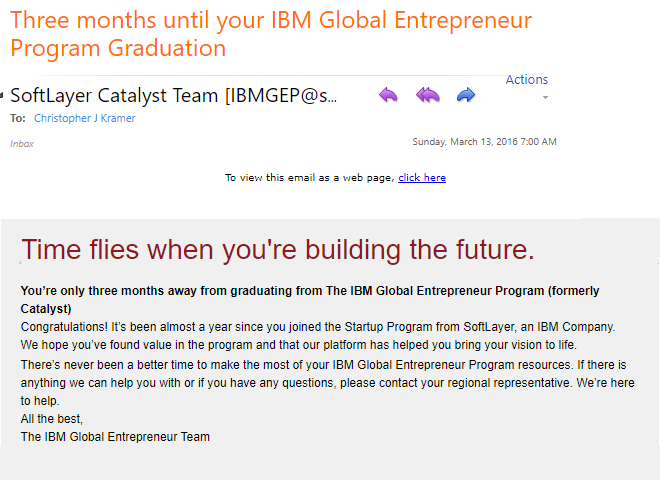 Three months until your IBM Global Entrepreneur
Program Graduation
Actions
SoftLayer Catalyst Team [IBMGEP@s...
To: Christopher J Kramer
Inbox
Sunday, March 13, 2016 7:00 AM
To view this email as a web page, click here
Time flies when you're building the future.
You’re only three months away from graduating from The IBM Global Entrepreneur Program (formerly
Catalyst)
Congratulations! It’s been almost a year since you joined the Startup Program from SoftLayer, an IBM Company.
We hope you’ve found value in the program and that our platform has helped you bring your vision to life.
There’s never been a better time to make the most of your IBM Global Entrepreneur Program resources. If there is
anything we can help you with or if you have any questions, please contact your regional representative. We’re here
to help.
All the best,
The IBM Global Entrepreneur Team